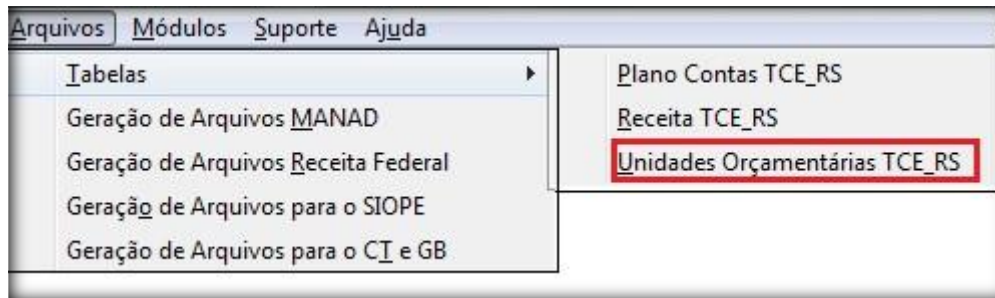 Arquivos Módulos Suporte Ajuda
Tabelas
Geração de Arquivos MANAD
Geração de Arquivos Receita Federal
Geração de Arquivos para o SIOPE
Geração de Arquivos para o CT e GB
Plano Contas TCE_RS
Receita TCE_RS
Unidades Orçamentárias TCE_RS